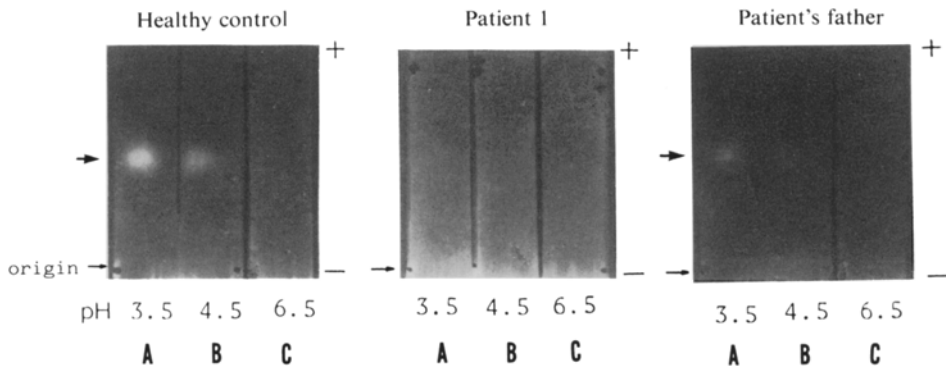 Healthy control Patient 1 Patient's father
+ + +
origin — — —
pH 3.5 4.5 6.5 3.5 4.5 6.5 3.5 4.5 6.5
A B C A B C A B C